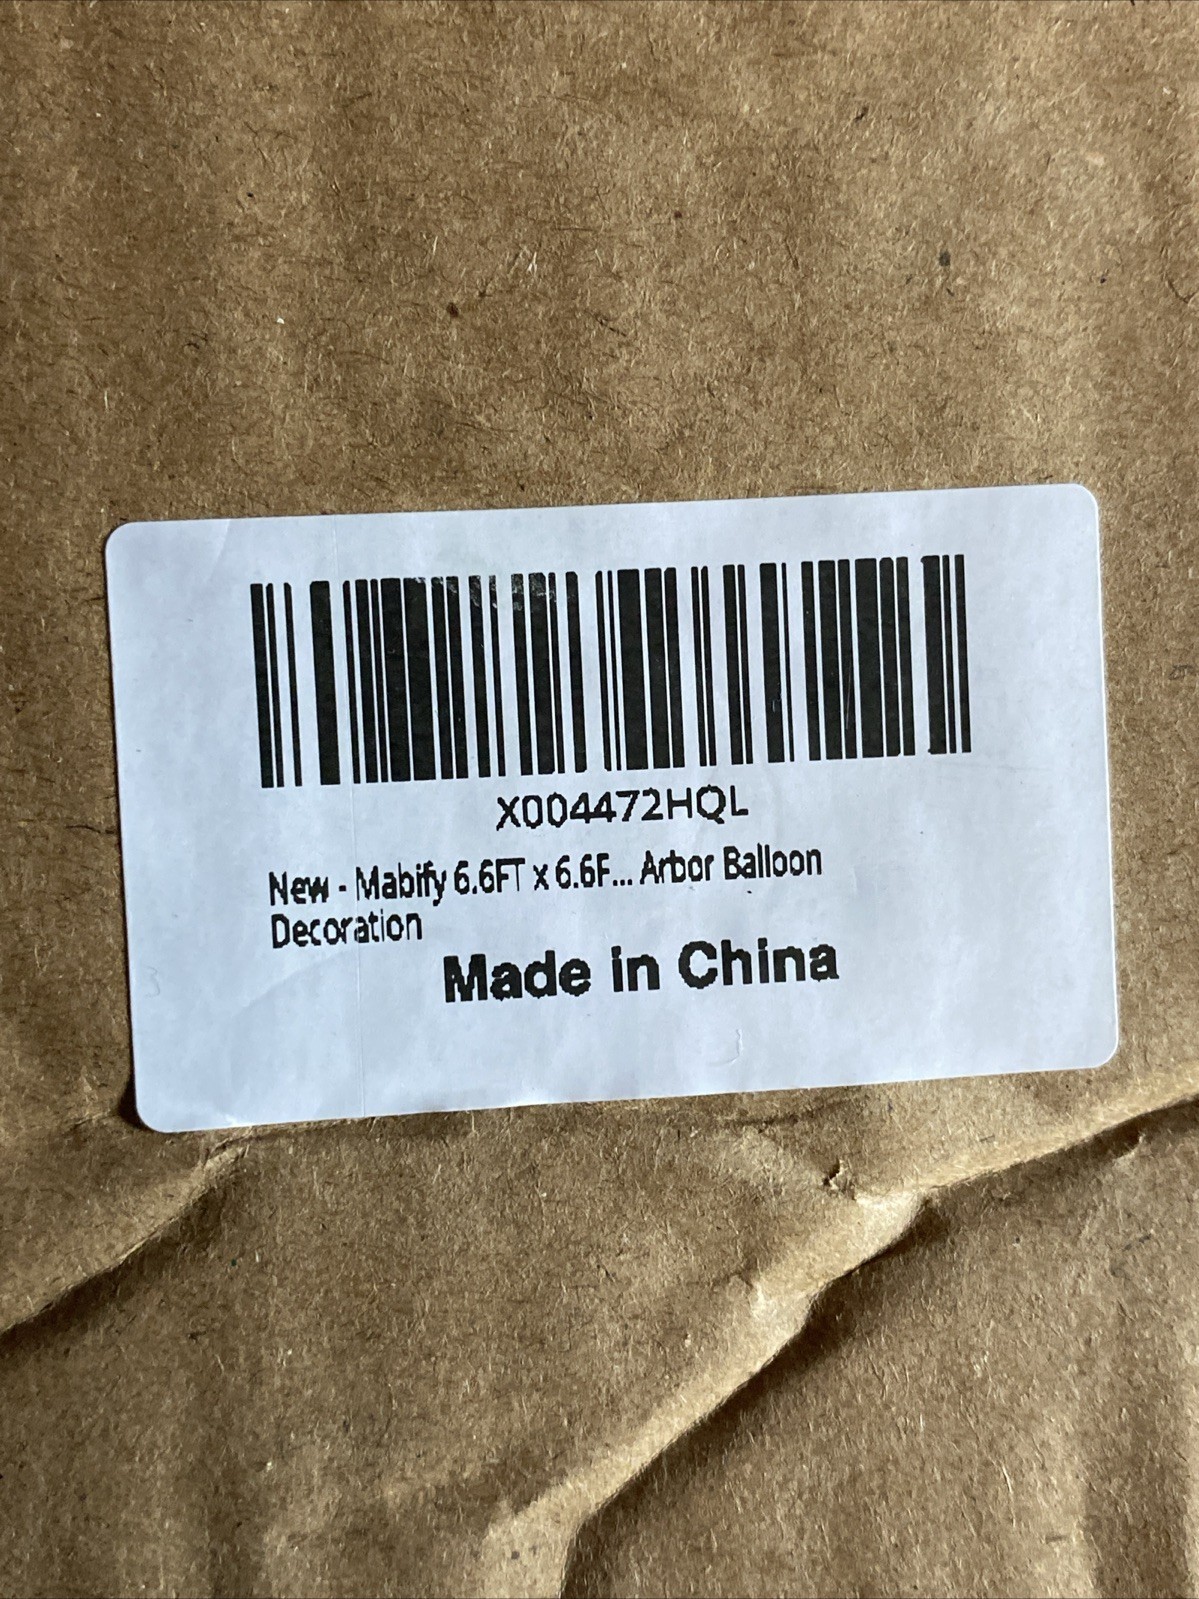 X004472HQL
New - Mabify 6.6FT x 6.6F... Arbor Balloon
Decoration
Made in China